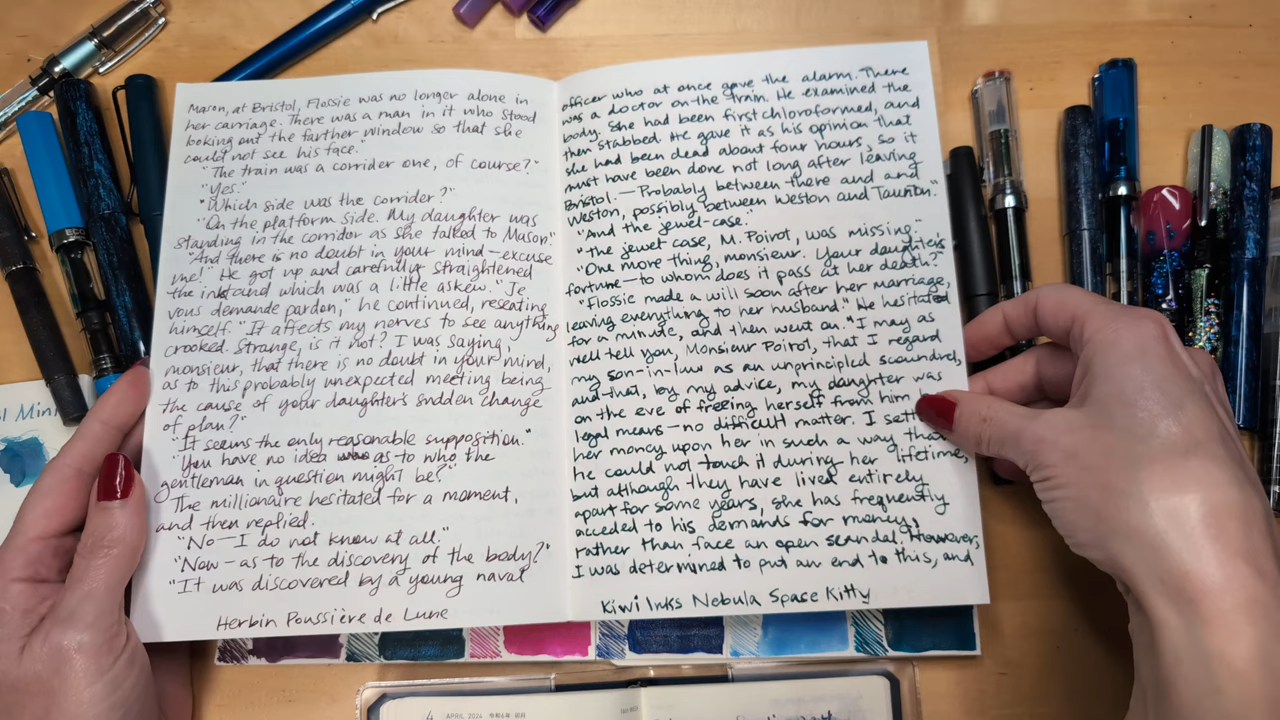 Mason, at Bristol, Flossie was no longer alone in
her carriage. There was a man in it who stood
looking out the farther window so that she
could not see his face."
"The train was a corrider one, of course?"
"Yes."
"Which side was the corridor?"
"On the platform side. My daughter was
standing in the corridor as she talked to Mason."
"And there is no doubt in your mind—excuse
me!" He got up and carefully straightened
the inkstand which was a little askew. "Je
vous demande pardon," he continued, reseating
himself. "It affects my nerves to see anything
crooked. Strange, is it not? I was saying,
monsieur, that there is no doubt in your mind,
as to this probably unexpected meeting being
the cause of your daughter's sudden change
of plan?"
"It seems the only reasonable supposition."
"You have no idea as to who the
gentleman in question might be?"
The millionaire hesitated for a moment,
and then replied.
"No—I do not know at all."
"Now—as to the discovery of the body?"
"It was discovered by a young naval
Herbin Poussière de Lune
officer who at once gave the alarm. There
was a doctor on the train. He examined the
body. She had been first chloroformed, and
then stabbed. He gave it as his opinion that
she had been dead about four hours, so it
must have been done not long after leaving
Bristol.—Probably between there and and
Weston, possibly between Weston and Taunton."
"And the jewel-case."
"The jewel case, M. Poirot, was missing."
"One more thing, monsieur. Your daughter's
fortune—to whom does it pass at her death?"
"Flossie made a will soon after her marriage,
leaving everything to her husband." He hesitated
for a minute, and then went on. "I may as
well tell you, Monsieur Poirot, that I regard
my son-in-law as an unprincipled scoundrel,
and that, by my advice, my daughter was
on the eve of freeing herself from him
legal means—no difficult matter. I
her money upon her in such a way that
he could not touch it during her lifetime,
but although they have lived entirely
apart for some years, she has frequently
acceded to his demands for money,
rather than face an open scandal. However,
I was determined to put an end to this, and
Kiwi Inks Nebula Space Kitty
4 APRIL 2024